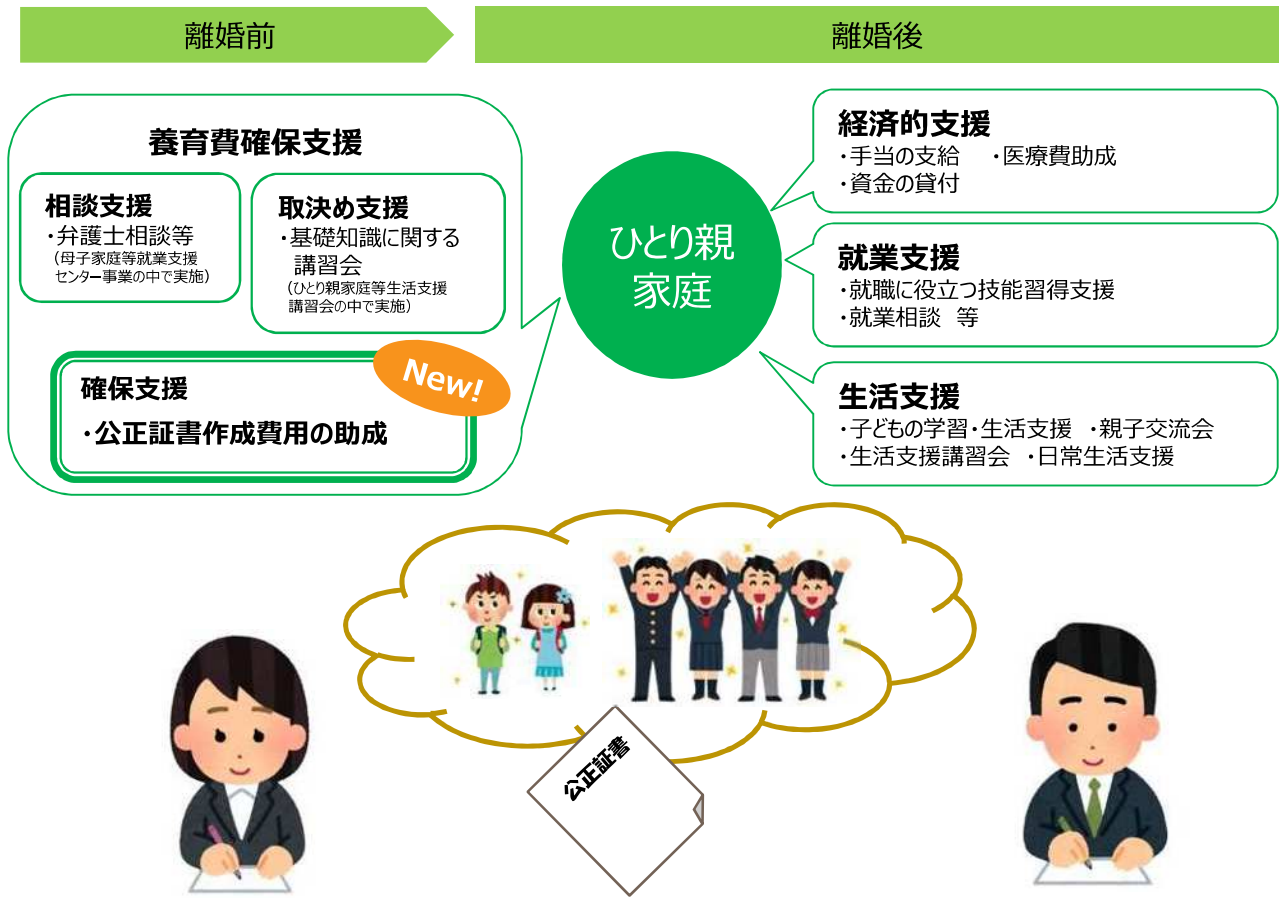 離婚前
離婚後
養育費確保支援
相談支援
・弁護士相談等
（母子家庭等就業支援
センター事業の中で実施）
取決め支援
・基礎知識に関する
講習会
（ひとり親家庭等生活支援
講習会の中で実施）
確保支援
・公正証書作成費用の助成
New!
ひとり親
家庭
経済的支援
・手当の支給　・医療費助成
・資金の貸付
就業支援
・就職に役立つ技能習得支援
・就業相談　等
生活支援
・子どもの学習・生活支援　・親子交流会
・生活支援講習会　・日常生活支援
公正証書